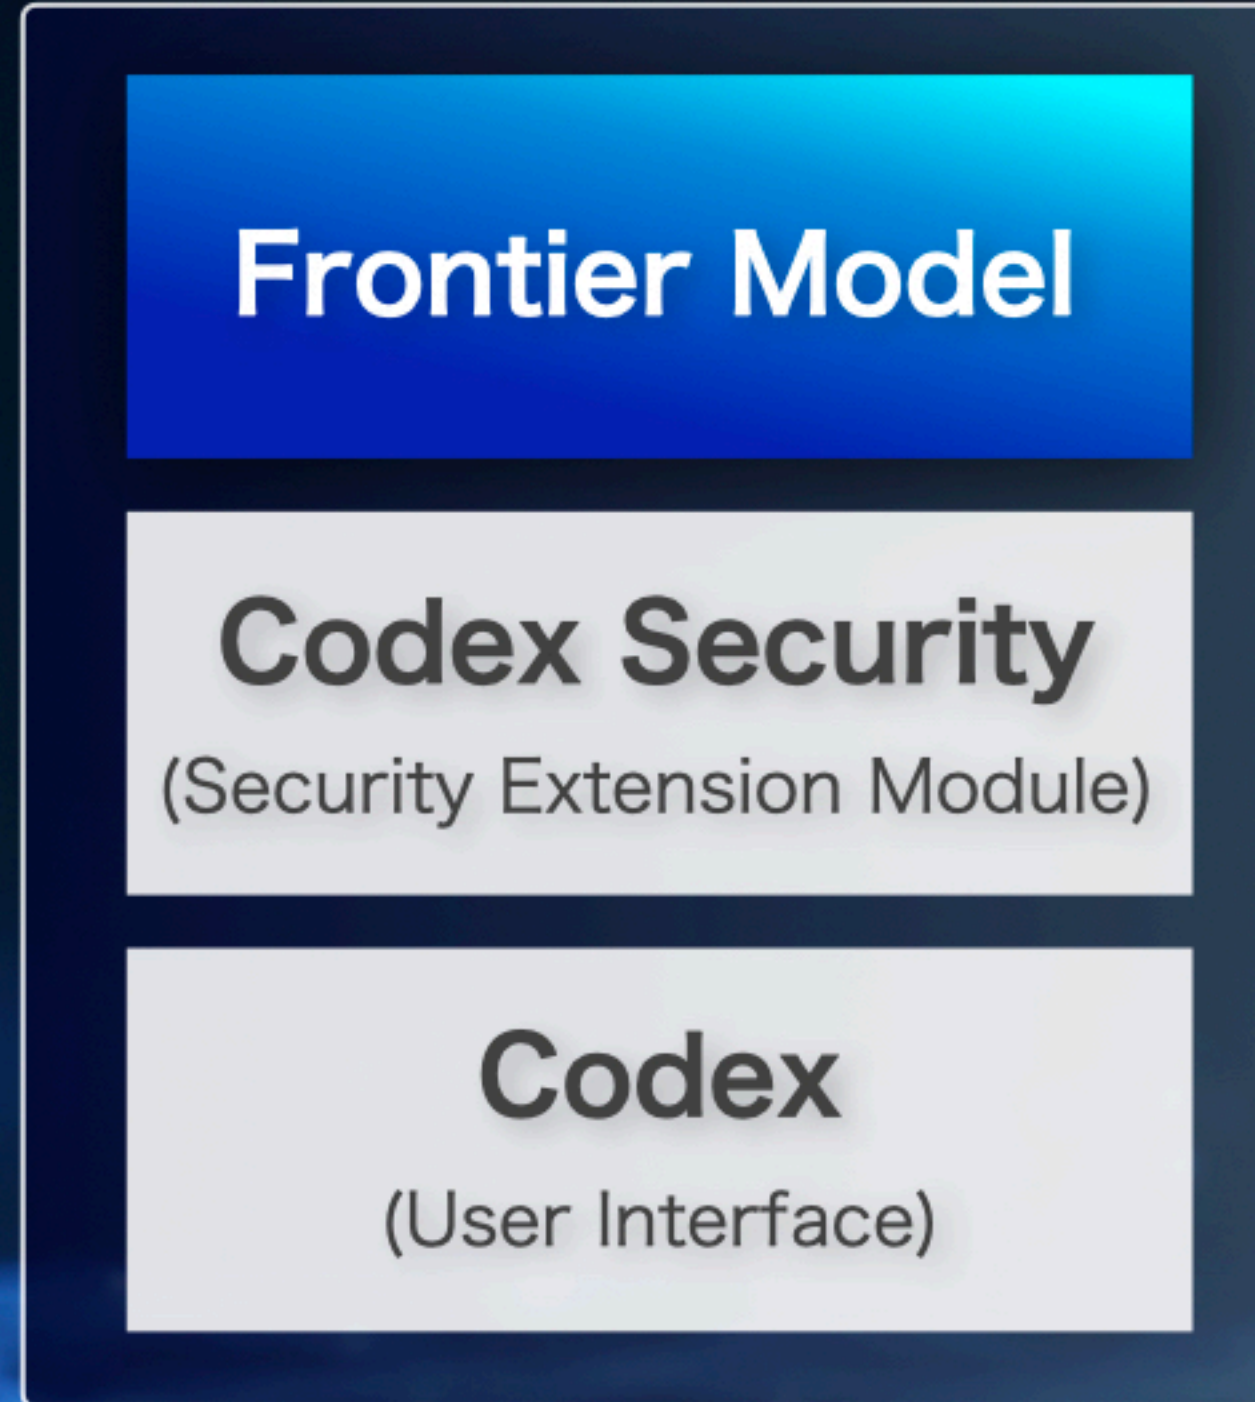 Frontier Model
Codex Security
(Security Extension Module)
Codex
(User Interface)